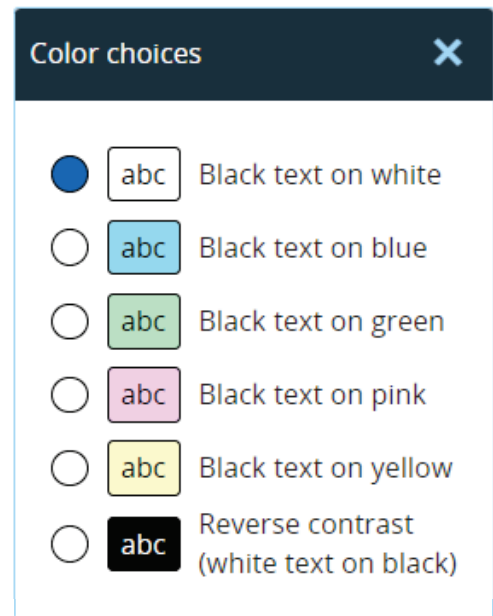 Color choices
abc Black text on white
abc Black text on blue
abc Black text on green
abc Black text on pink
abc Black text on yellow
abc Reverse contrast
(white text on black)